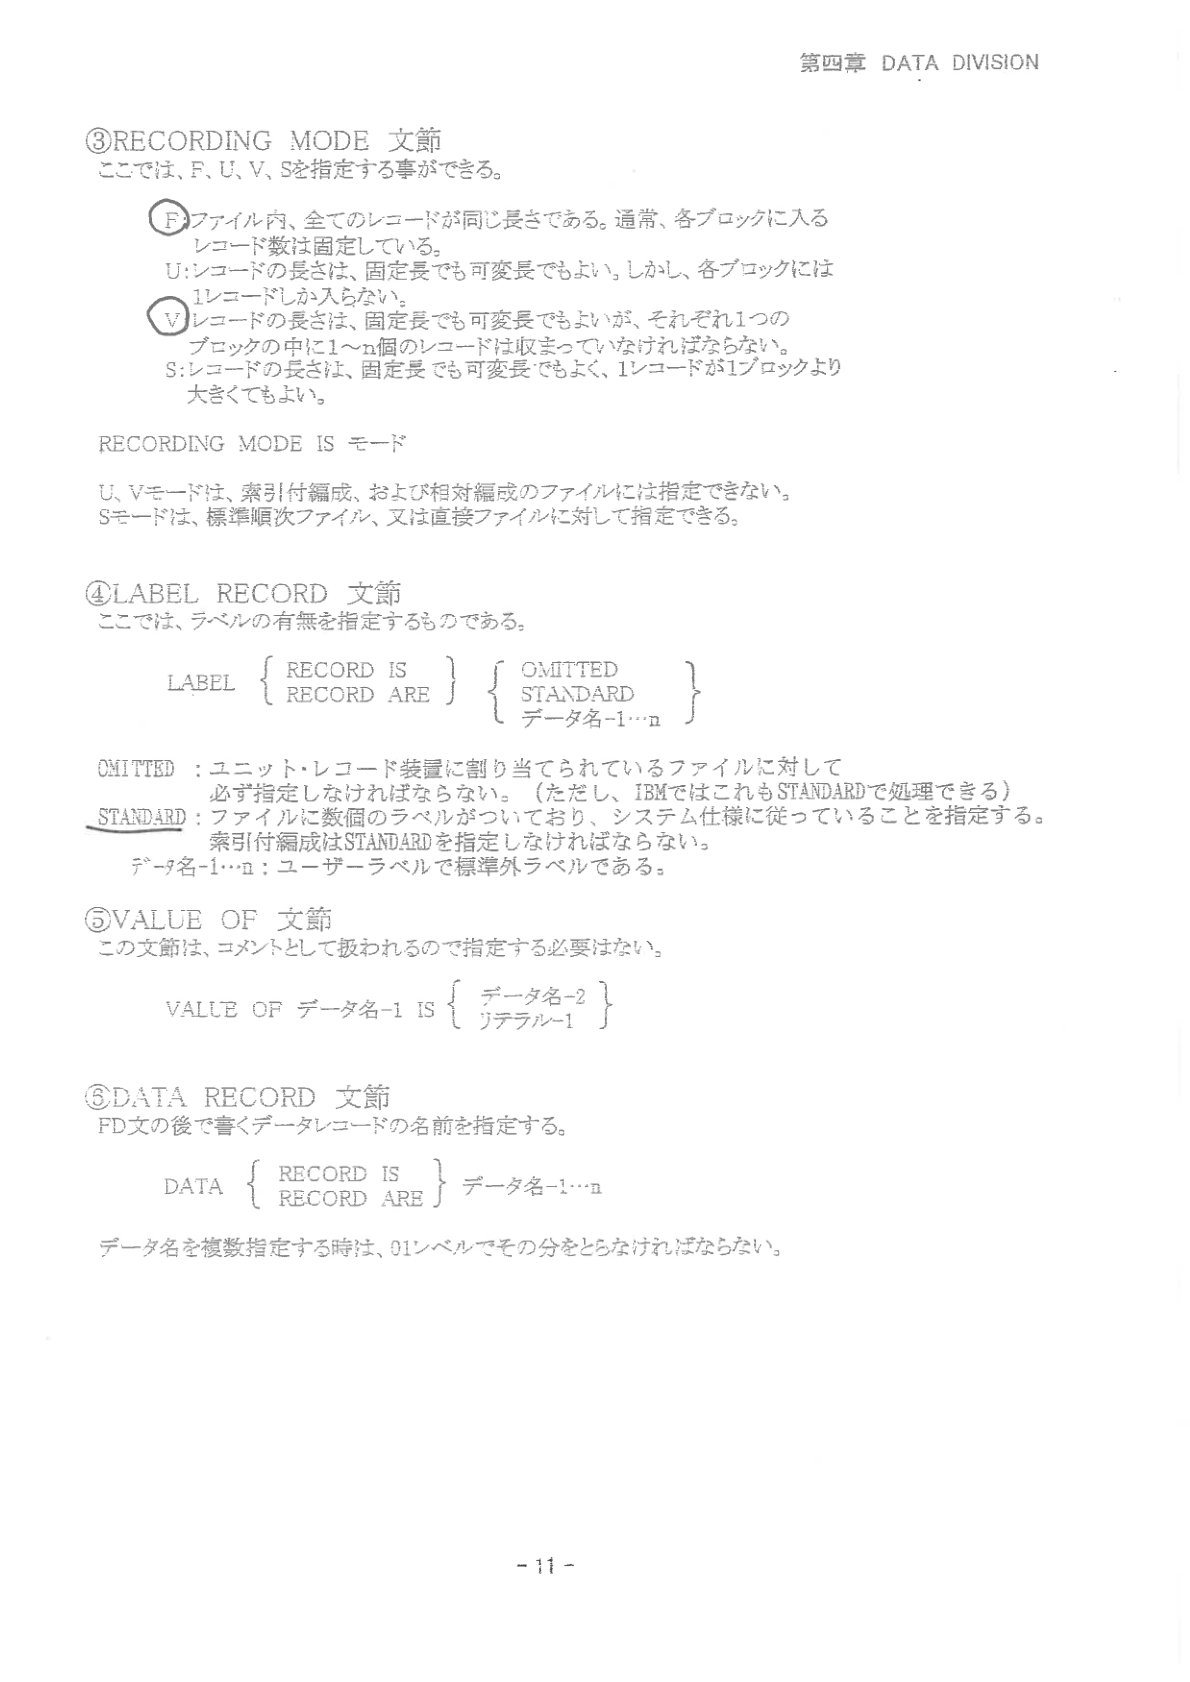 第四章 DATA DIVISION
③RECORDING MODE 文節
ここでは、F、U、V、Sを指定する事ができる。
F:ファイル内、全てのレコードが同じ長さである。通常、各ブロックに入る
レコード数は固定している。
U:レコードの長さは、固定長でも可変長でもよい。しかし、各ブロックには
1レコードしか入らない。
V レコードの長さは、固定長でも可変長でもよいが、それぞれ1つの
ブロックの中に1～n個のレコードは収まっていなければならない。
S:レコードの長さは、固定長でも可変長でもよく、1レコードが1ブロックより
大きくてもよい。
RECORDING MODE IS モード
U、Vモードは、索引付編成、および相対編成のファイルには指定できない。
Sモードは、標準順次ファイル、又は直接ファイルに対して指定できる。
④LABEL RECORD 文節
ここでは、ラベルの有無を指定するものである。
LABEL { RECORD IS } { OMITTED
RECORD ARE STANDARD }
データ名-1…n
OMITTED :ユニット・レコード装置に割り当てられているファイルに対して
必ず指定しなければならない。(ただし、IBMではこれもSTANDARDで処理できる)
STANDARD:ファイルに数個のラベルがついており、システム仕様に従っていることを指定する。
索引付編成はSTANDARDを指定しなければならない。
データ名-1…n:ユーザーラベルで標準外ラベルである。
⑤VALUE OF 文節
この文節は、コメントとして扱われるので指定する必要はない。
VALUE OF データ名-1 IS { データ名-2 }
リテラル-1
⑥DATA RECORD 文節
FD文の後で書くデータレコードの名前を指定する。
DATA { RECORD IS } データ名-1…n
RECORD ARE
データ名を複数指定する時は、01レベルでその分をとらなければならない。
- 11 -